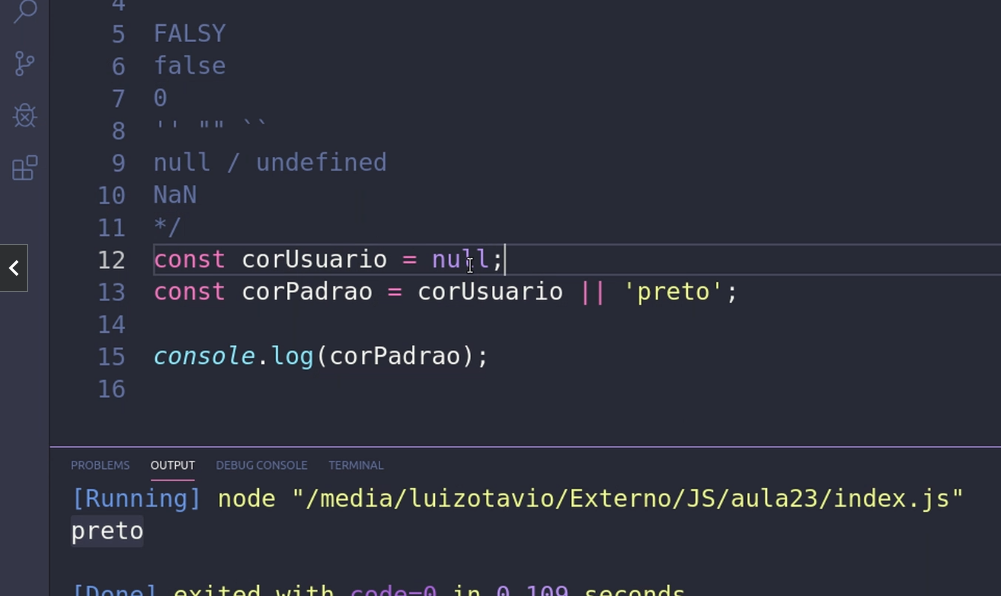 4
5 FALSY
6 false
7 0
8 '' "" ``
9 null / undefined
10 NaN
11 */
12 const corUsuario = null;
13 const corPadrao = corUsuario || 'preto';
14
15 console.log(corPadrao);
16
PROBLEMS OUTPUT DEBUG CONSOLE TERMINAL
[Running] node "/media/luizotavio/Externo/JS/aula23/index.js"
preto
[Done] exited with code=0 in 0.109 seconds